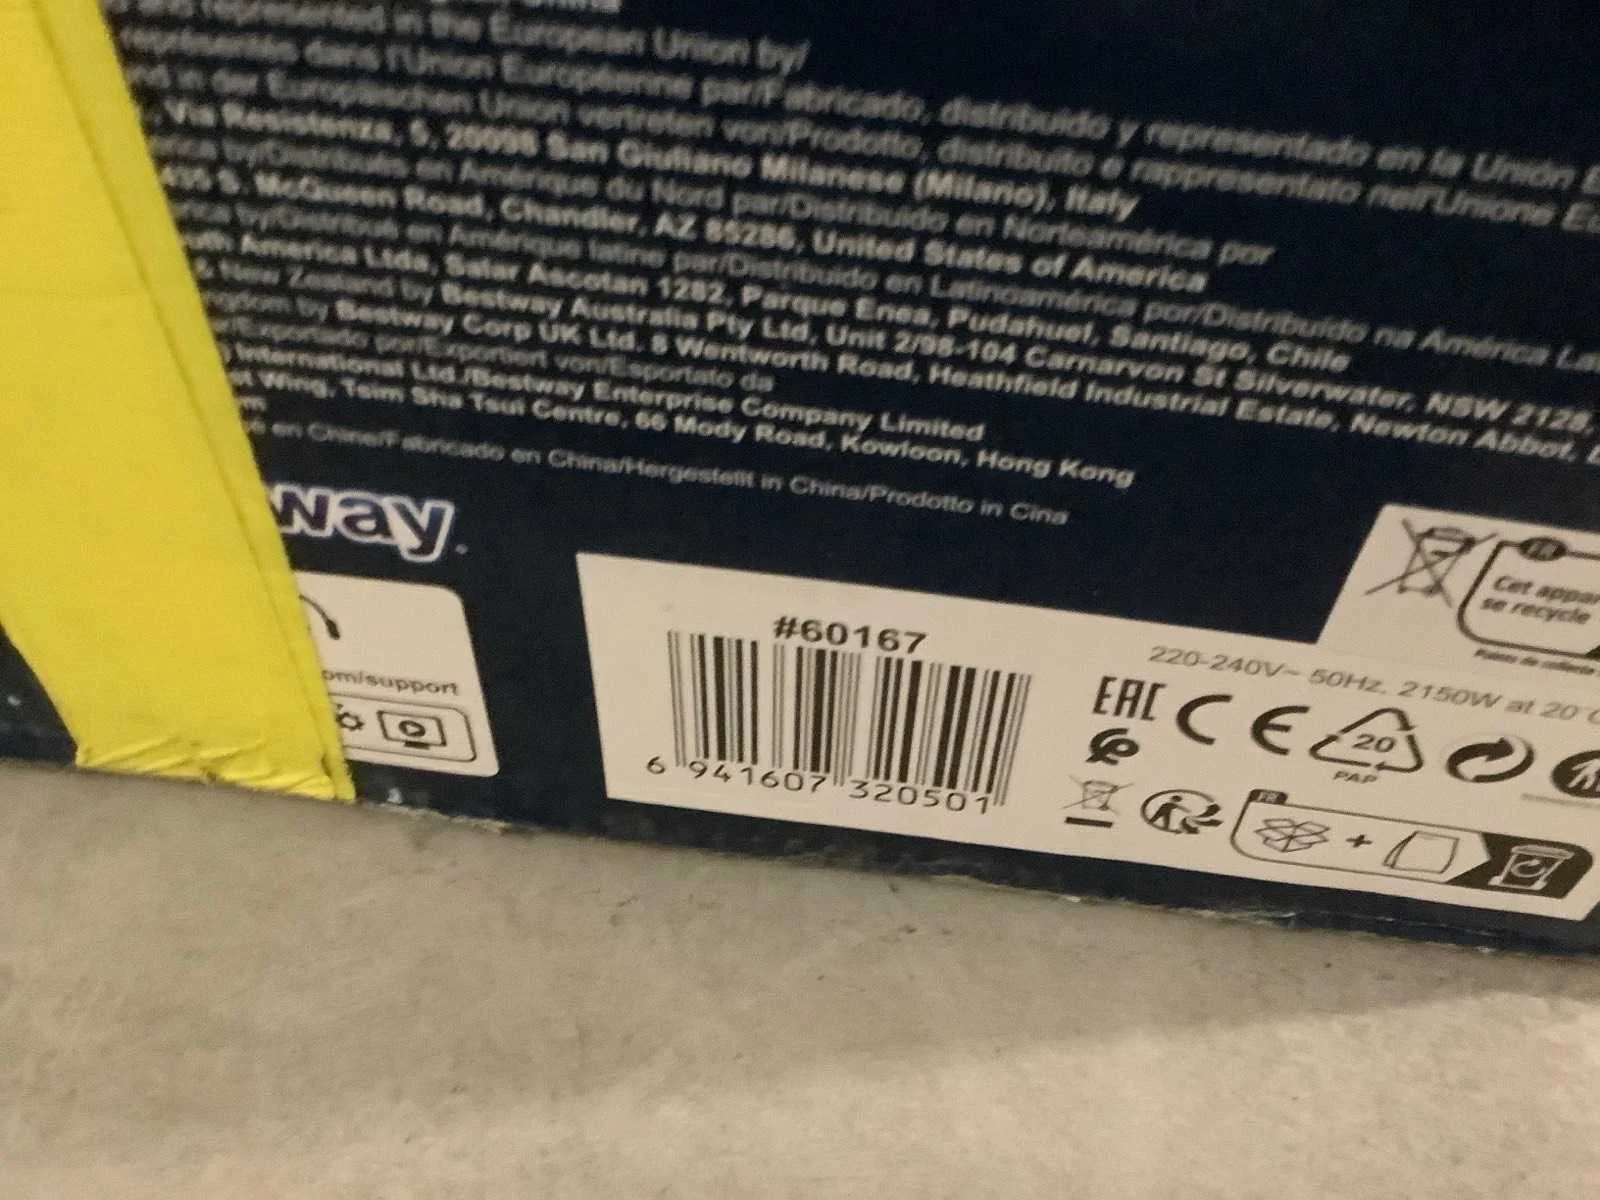 represented in the European Union by/
représentée dans l'Union Européenne par/Fabricado, distribuido y representado en la Unión
in der Europäischen Union vertreten von/Prodotto, distribuito e rappresentato nell'Unione
Via Resistenza, 5, 20098 San Giuliano Milanese (Milano), Italy
by/Distribués en Amérique du Nord par/Distribuido en Norteamérica por
S. McQueen Road, Chandler, AZ 85286, United States of America
by/Distribué en Amérique latine par/Distribuido en Latinoamérica por/Distribuído na América
America Ltda, Salar Ascotan 1282, Parque Enea, Pudahuel, Santiago, Chile
New Zealand by Bestway Australia Pty Ltd, Unit 2/98-104 Carnarvon St Silverwater, NSW 2128,
by Bestway Corp UK Ltd, 8 Wentworth Road, Heathfield Industrial Estate, Newton Abbot,
Exportado por/Exportiert von/Esportato da
International Ltd./Bestway Enterprise Company Limited
Wing, Tsim Sha Tsui Centre, 66 Mody Road, Kowloon, Hong Kong
en Chine/Fabricado en China/Hergestellt in China/Prodotto in Cina
way
om/support
#60167
6 941607 320501
FR
Cet appar
se recycle
220-240V~ 50Hz, 2150W at 20°C
EAC CE 20
PAP
FR
+